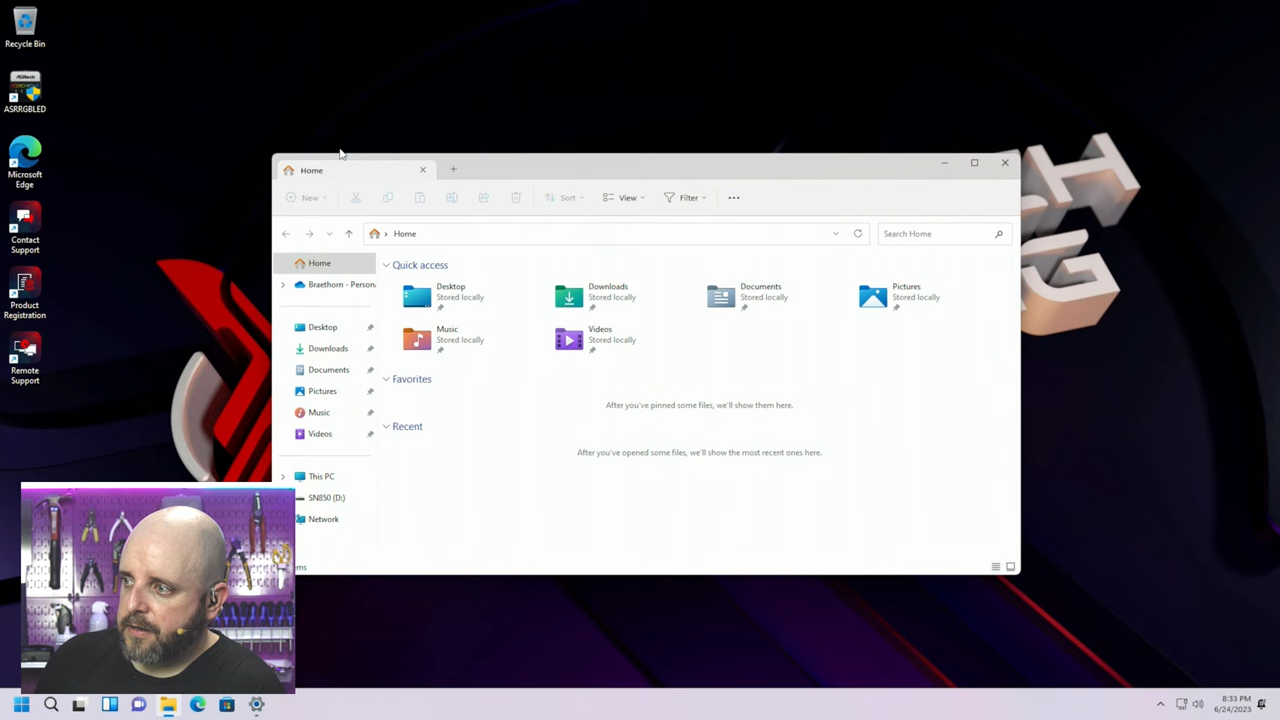 Recycle Bin
ASRock
ASRRGBLED
Microsoft
Edge
Contact
Support
Product
Registration
Remote
Support
Home
New
Sort
View
Filter
Home
Search Home
Home
Braethorn - Persona
Desktop
Downloads
Documents
Pictures
Music
Videos
This PC
SN850 (D:)
Network
ems
Quick access
Desktop
Stored locally
Downloads
Stored locally
Documents
Stored locally
Pictures
Stored locally
Music
Stored locally
Videos
Stored locally
Favorites
After you've pinned some files, we'll show them here.
Recent
After you've opened some files, we'll show the most recent ones here.
H
G
8:33 PM
6/24/2023